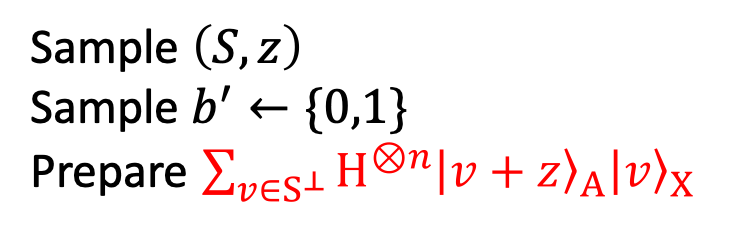 Sample (𝑆, 𝑧)
Sample 𝑏′ ← {0,1}
Prepare ∑_{𝑣∈S^⊥} H^{⊗𝑛}|𝑣 + 𝑧⟩_A|𝑣⟩_X